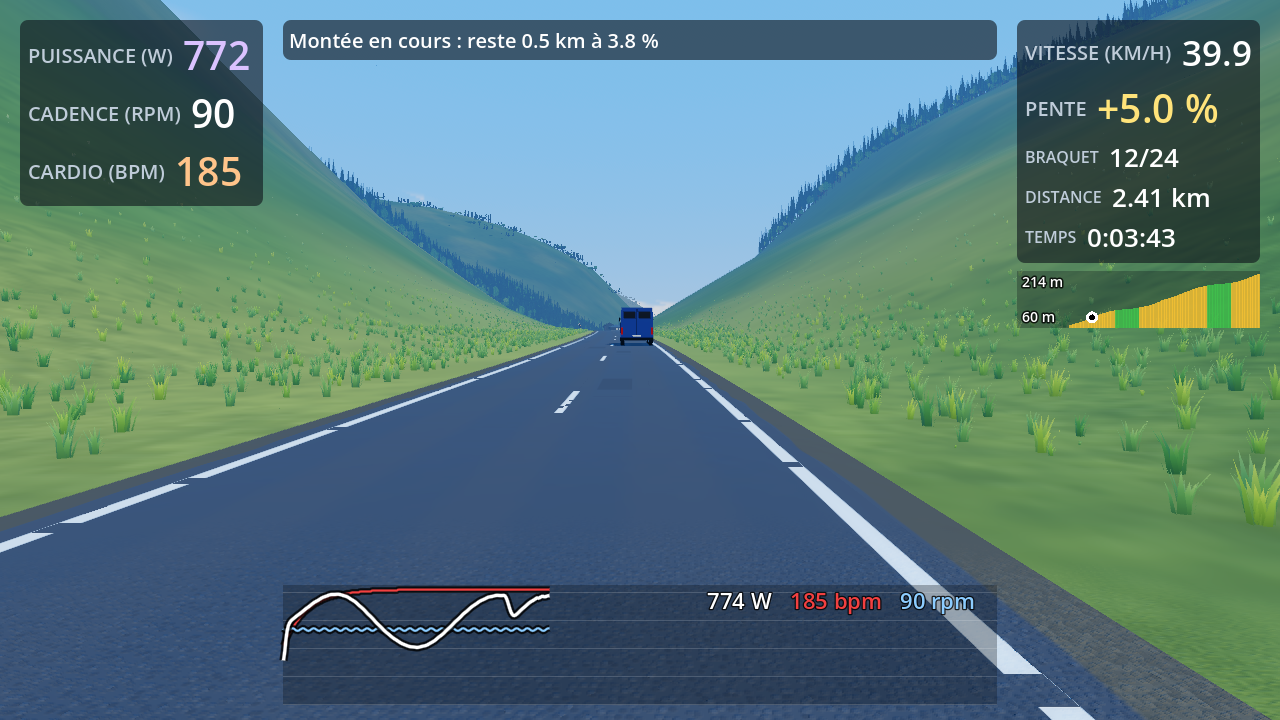 PUISSANCE (W) 772
CADENCE (RPM) 90
CARDIO (BPM) 185
Montée en cours : reste 0.5 km à 3.8 %
VITESSE (KM/H) 39.9
PENTE +5.0 %
BRAQUET 12/24
DISTANCE 2.41 km
TEMPS 0:03:43
214 m
60 m
774 W 185 bpm 90 rpm